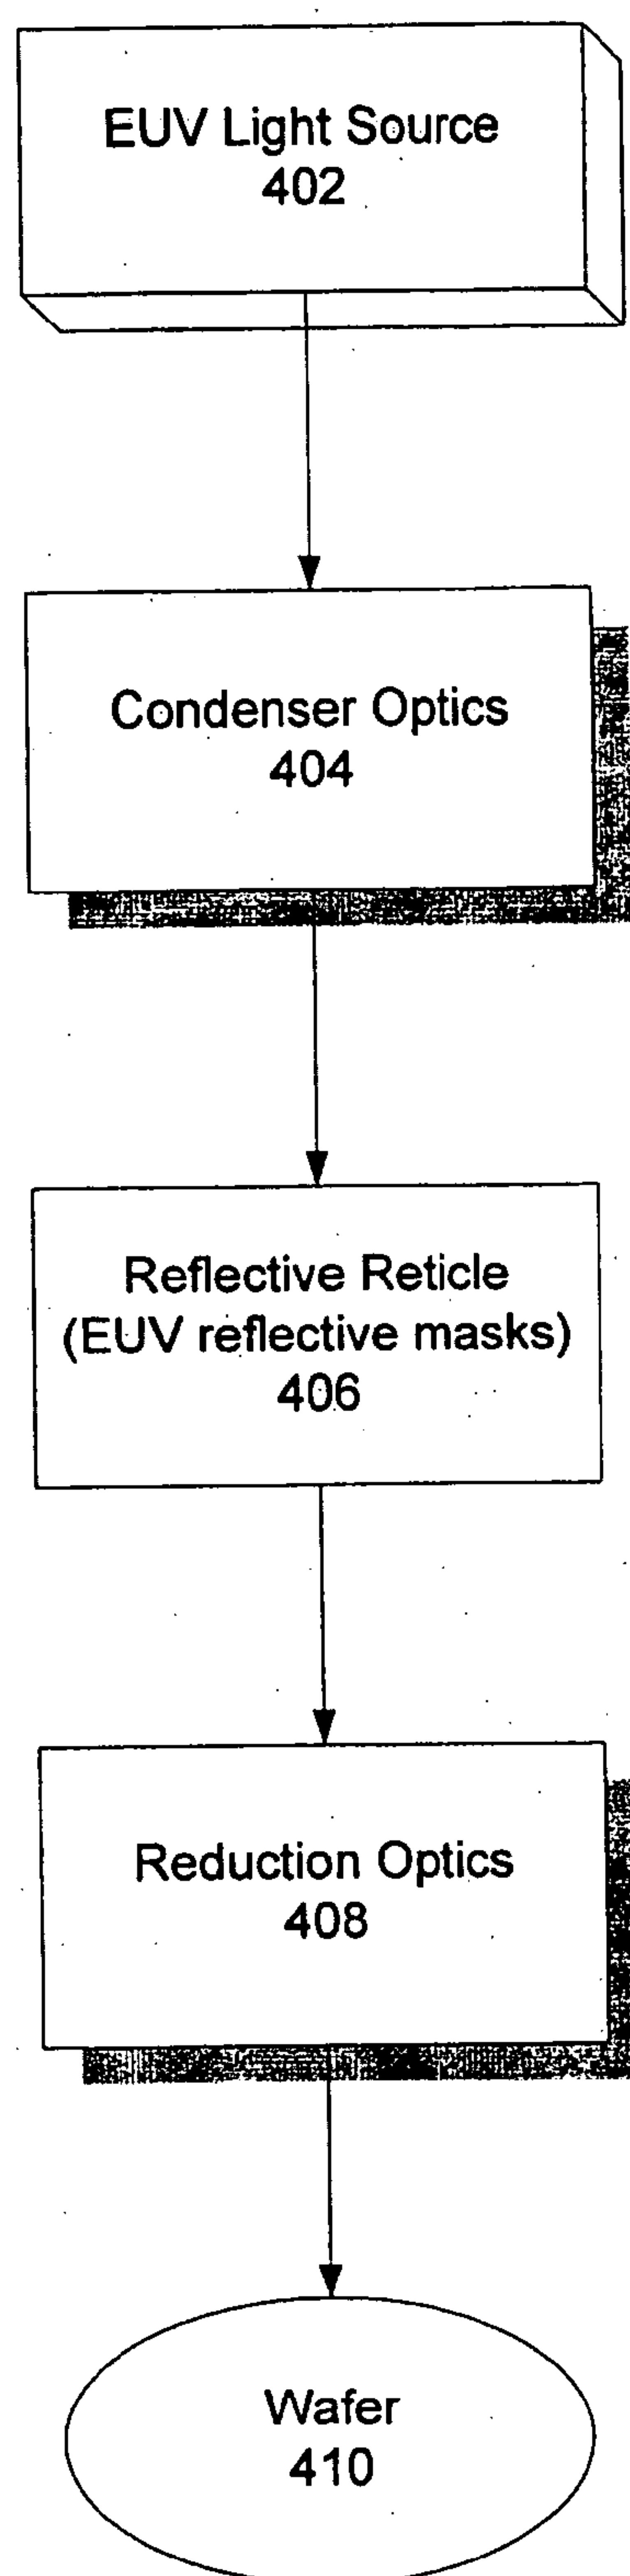 EUV Light Source
402
Condenser Optics
404
Reflective Reticle
(EUV reflective masks)
406
Reduction Optics
408
Wafer
410